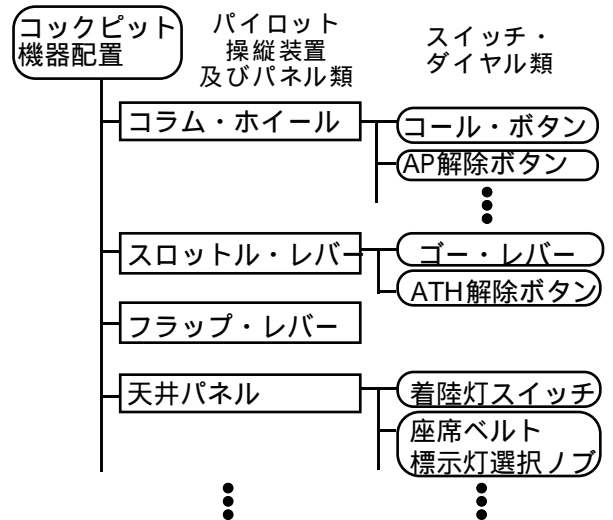 コックピット
機器配置
パイロット
操縦装置
及びパネル類
スイッチ・
ダイヤル類
コラム・ホイール
コール・ボタン
AP解除ボタン
スロットル・レバー
ゴー・レバー
ATH解除ボタン
フラップ・レバー
天井パネル
着陸灯スイッチ
座席ベルト
標示灯選択ノブ